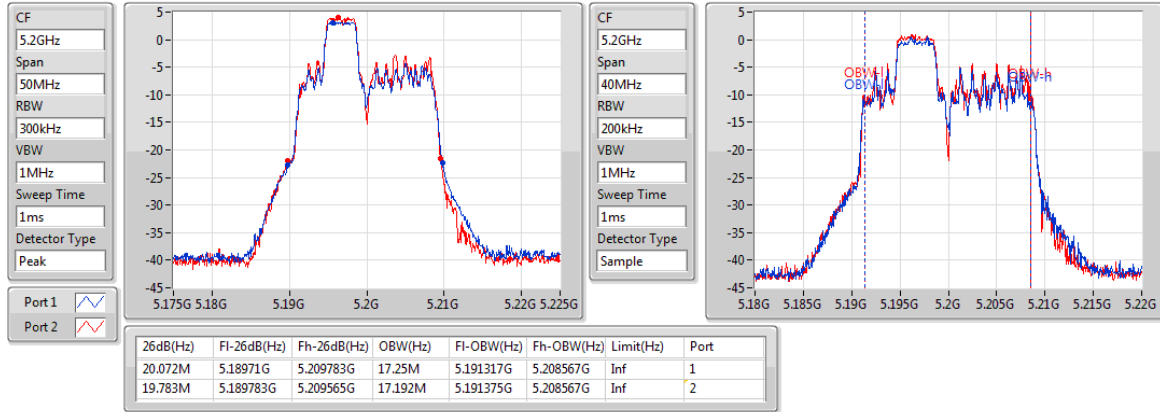 CF
5.2GHz
Span
50MHz
RBW
300kHz
VBW
1MHz
Sweep Time
1ms
Detector Type
Peak
Port 1
Port 2
5
0
-5
-10
-15
-20
-25
-30
-35
-40
-45
5.175G 5.18G 5.19G 5.2G 5.21G 5.22G 5.225G
CF
5.2GHz
Span
40MHz
RBW
200kHz
VBW
1MHz
Sweep Time
1ms
Detector Type
Sample
5
0
-5
-10
-15
-20
-25
-30
-35
-40
-45
OBW-l
OBW-h
5.18G 5.185G 5.19G 5.195G 5.2G 5.205G 5.21G 5.215G 5.22G
26dB(Hz) Fl-26dB(Hz) Fh-26dB(Hz) OBW(Hz) Fl-OBW(Hz) Fh-OBW(Hz) Limit(Hz) Port
20.072M 5.18971G 5.209783G 17.25M 5.191317G 5.208567G Inf 1
19.783M 5.189783G 5.209565G 17.192M 5.191375G 5.208567G Inf 2